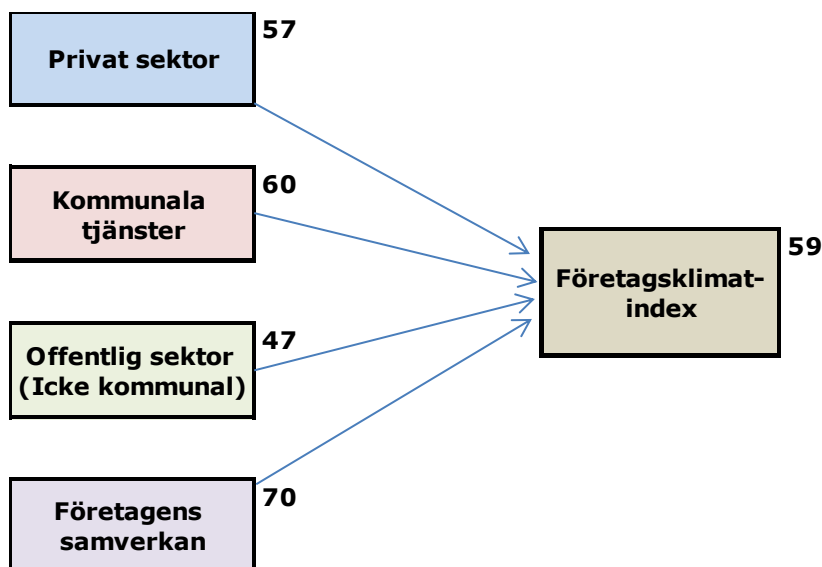 57
Privat sektor
60
Kommunala
tjänster
59
Företagsklimat-
index
47
Offentlig sektor
(Icke kommunal)
70
Företagens
samverkan